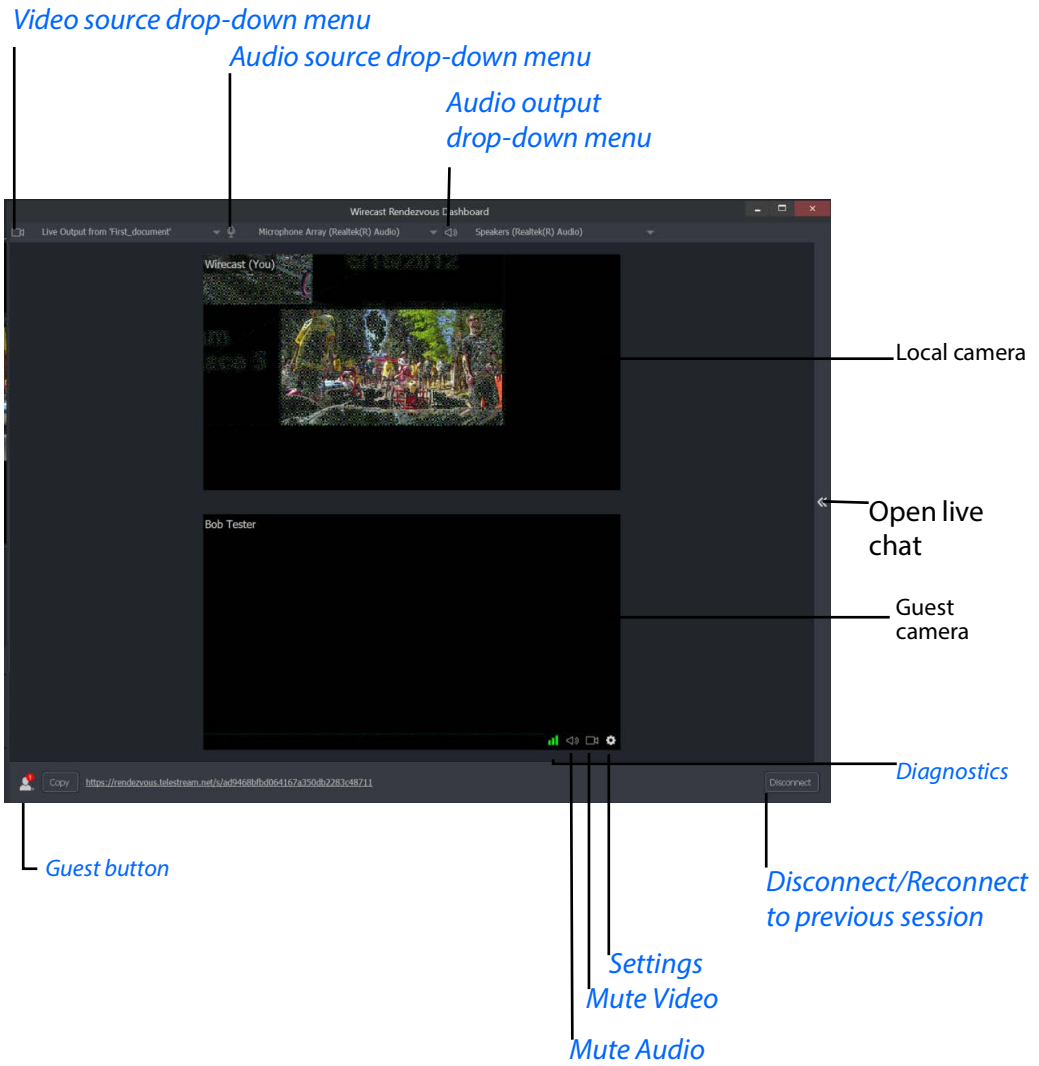 Video source drop-down menu
Audio source drop-down menu
Audio output
drop-down menu
Wirecast Rendezvous Dashboard
Live Output from 'First_document'
Microphone Array (Realtek(R) Audio)
Speakers (Realtek(R) Audio)
Wirecast (You)
Local camera
Open live
chat
Bob Tester
Guest
camera
Diagnostics
1
Copy
https://rendezvous.telestream.net/s/ad9468bfbd064167a350db2283c48711
Disconnect
Guest button
Disconnect/Reconnect
to previous session
Settings
Mute Video
Mute Audio